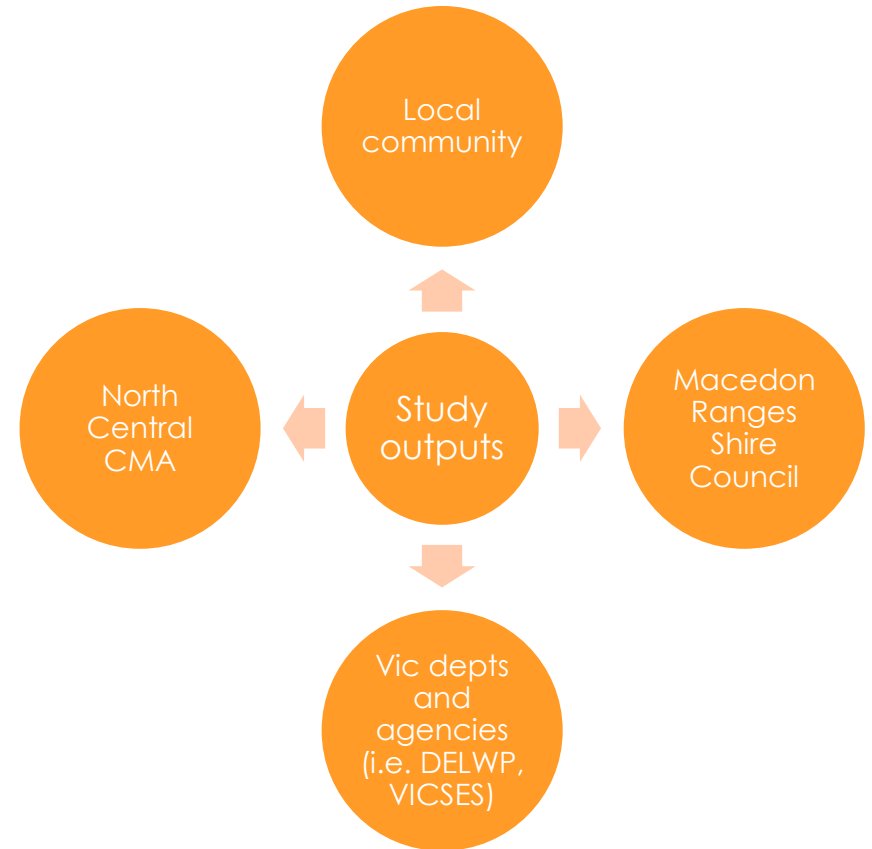 Local
community
North
Central
CMA
Study
outputs
Macedon
Ranges
Shire
Council
Vic depts
and
agencies
(i.e. DELWP,
VICSES)